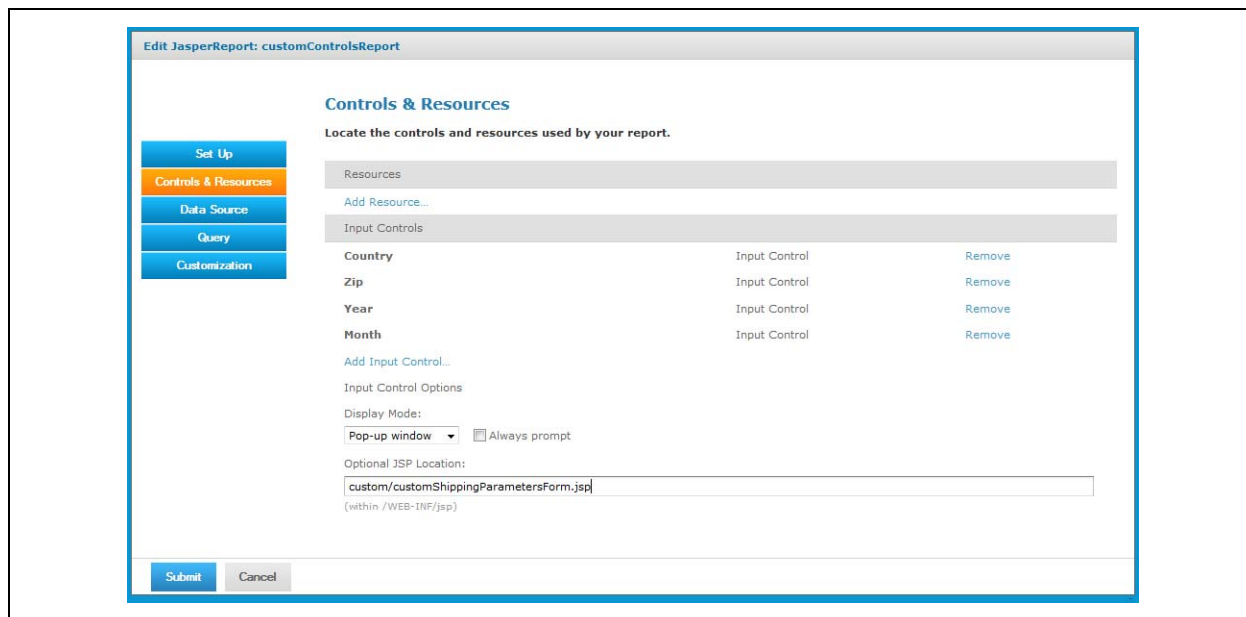 Edit JasperReport: customControlsReport
Controls & Resources
Locate the controls and resources used by your report.
Set Up
Controls & Resources
Data Source
Query
Customization
Resources
Add Resource...
Input Controls
Country Input Control Remove
Zip Input Control Remove
Year Input Control Remove
Month Input Control Remove
Add Input Control...
Input Control Options
Display Mode:
Pop-up window Always prompt
Optional JSP Location:
custom/customShippingParametersForm.jsp
(within /WEB-INF/jsp)
Submit Cancel